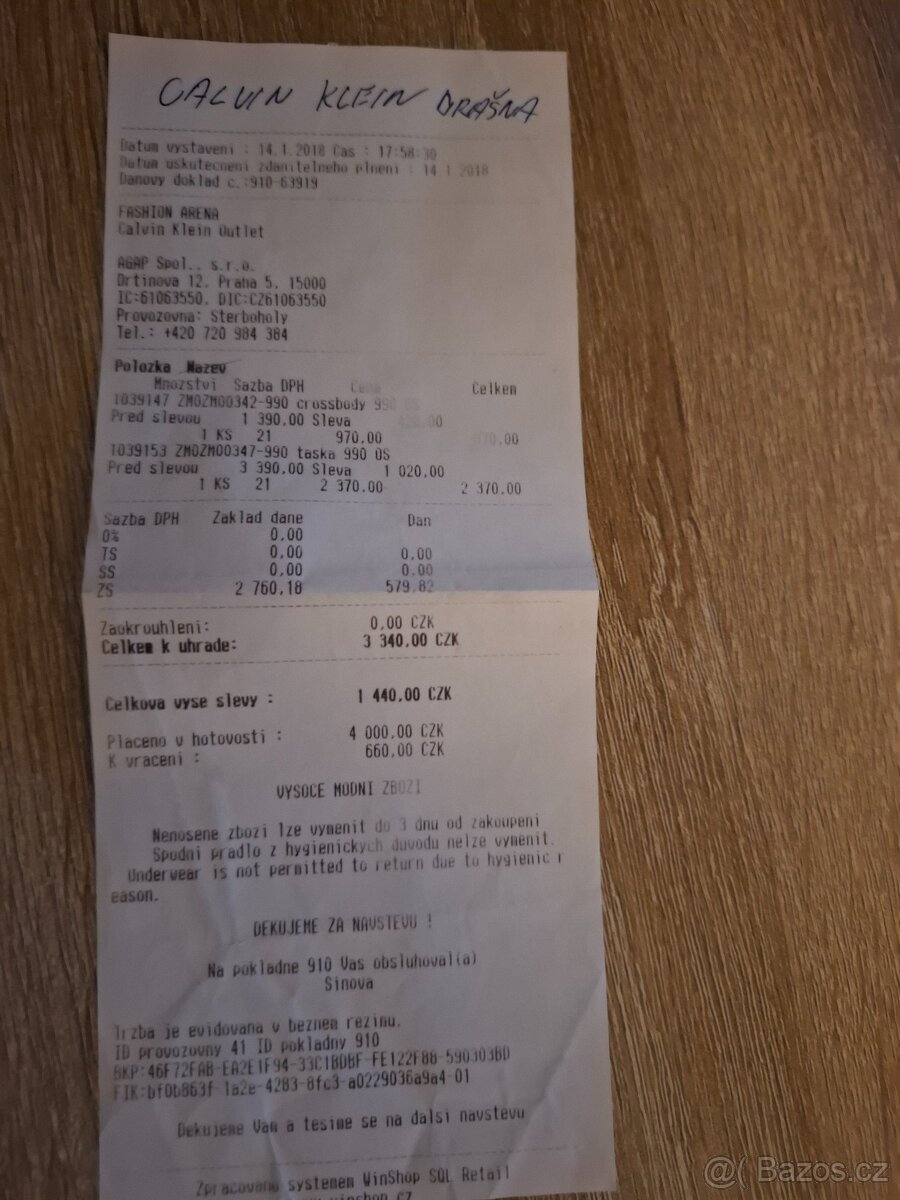 CALVIN KLEIN
Datum vystaveni : 14.1.2018 Cas : 17:58:30
Datum uskutecneni zdanitelneho plneni : 14.1.2018
Danovy doklad c.:910-63919
FASHION ARENA
Calvin Klein Outlet
AGAP Spol., s.r.o.
Drtinova 12, Praha 5, 15000
IC:61063550, DIC:CZ61063550
Provozovna: Sterboholy
Tel.: +420 720 984 384
Polozka Nazev
Mnozstvi Sazba DPH Cena Celkem
1039147 ZMOZMO0342-990 crossbody 990 OS
Pred slevou 1 390,00 Sleva 420,00
1 KS 21 970,00 970,00
1039153 ZMOZMO0347-990 taska 990 OS
Pred slevou 3 390,00 Sleva 1 020,00
1 KS 21 2 370,00 2 370,00
Sazba DPH Zaklad dane Dan
0% 0,00
TS 0,00 0,00
SS 0,00 0,00
ZS 2 760,18 579,82
Zaokrouhleni: 0,00 CZK
Celkem k uhrade: 3 340,00 CZK
Celkova vyse slevy : 1 440,00 CZK
Placeno v hotovosti : 4 000,00 CZK
K vraceni : 660,00 CZK
VYSOCE MODNI ZBOZI
Nenosene zbozi lze vymenit do 3 dnu od zakoupeni
Spodni pradlo z hygienickych duvodu nelze vymenit.
Underwear is not permitted to return due to hygienic r
eason.
DEKUJEME ZA NAVSTEVU !
Na pokladne 910 Vas obsluhoval(a)
Sinova
Trzba je evidovana v beznem rezimu.
ID provozovny 41 ID pokladny 910
BKP:46F72FAB-EA2E1F94-33C1BDBF-FE122F88-590303BD
FIK:bf0b863f-1a2e-4283-8fc3-a0229036a9a4-01
Dekujeme Vam a tesime se na dalsi navstevu
Zpracovano systemem WinShop SQL Retail
winshop.cz
@( Bazos.cz